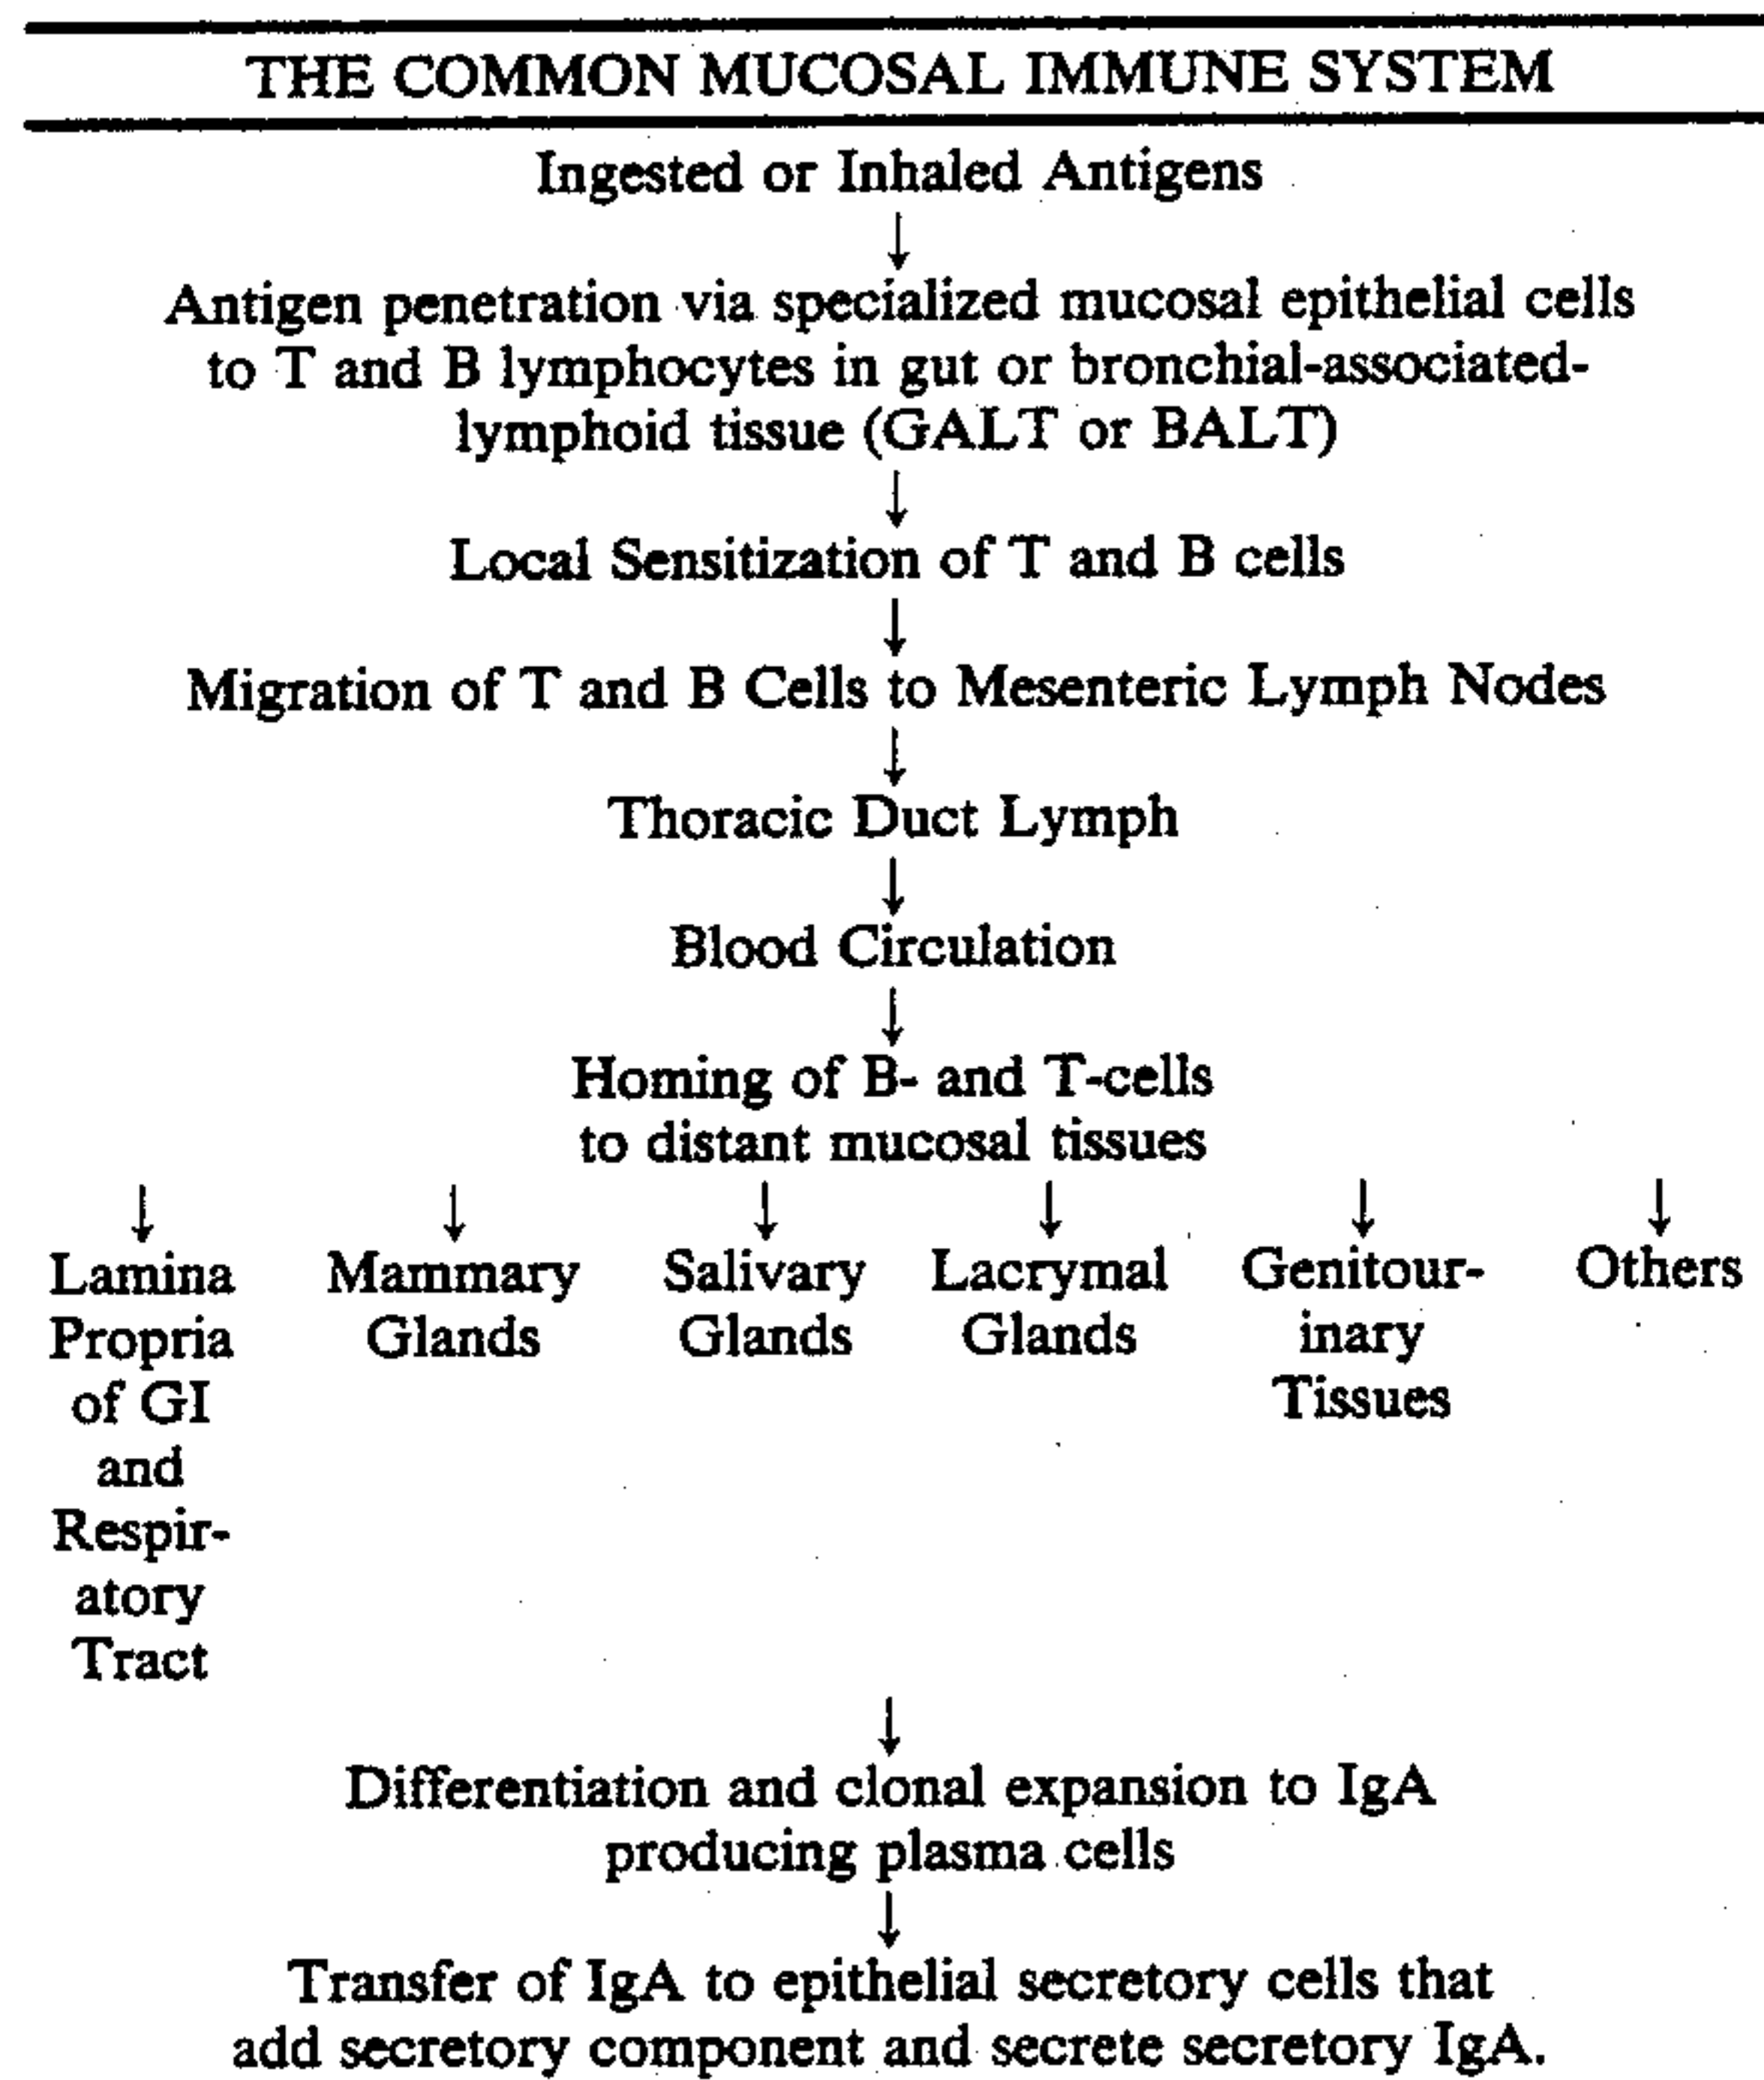 THE COMMON MUCOSAL IMMUNE SYSTEM
Ingested or Inhaled Antigens
Antigen penetration via specialized mucosal epithelial cells
to T and B lymphocytes in gut or bronchial-associated-
lymphoid tissue (GALT or BALT)
Local Sensitization of T and B cells
Migration of T and B Cells to Mesenteric Lymph Nodes
Thoracic Duct Lymph
Blood Circulation
Homing of B- and T-cells
to distant mucosal tissues
Lamina
Propria
of GI
and
Respir-
atory
Tract
Mammary
Glands
Salivary
Glands
Lacrymal
Glands
Genitour-
inary
Tissues
Others
Differentiation and clonal expansion to IgA
producing plasma cells
Transfer of IgA to epithelial secretory cells that
add secretory component and secrete secretory IgA.